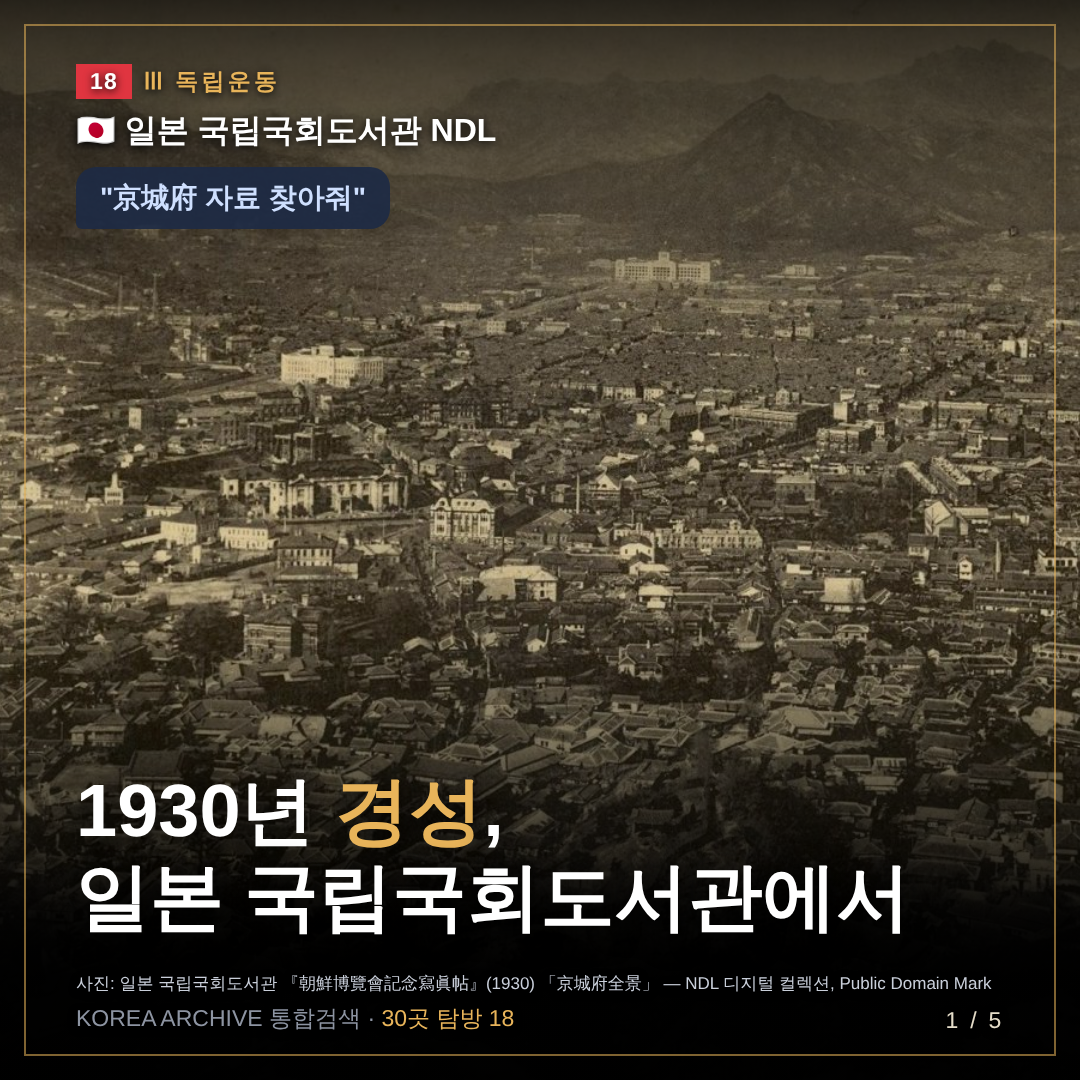 18 Ⅲ 독립운동
🇯🇵 일본 국립국회도서관 NDL
"京城府 자료 찾아줘"
1930년 경성,
일본 국립국회도서관에서
사진: 일본 국립국회도서관 『朝鮮博覽會記念寫眞帖』(1930) 「京城府全景」 — NDL 디지털 컬렉션, Public Domain Mark
KOREA ARCHIVE 통합검색 · 30곳 탐방 18
1 / 5